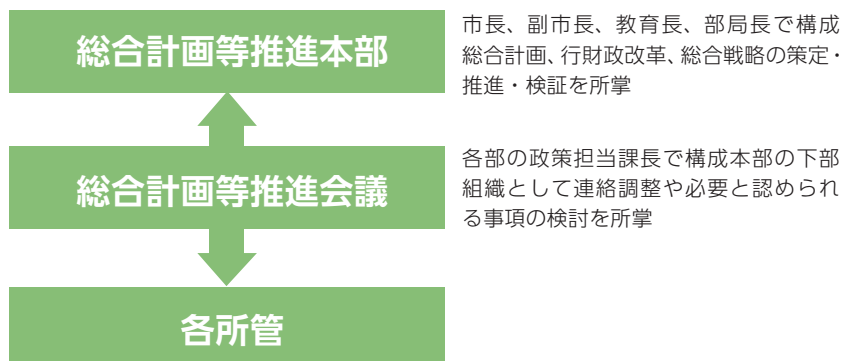 総合計画等推進本部
市長、副市長、教育長、部局長で構成
総合計画、行財政改革、総合戦略の策定・
推進・検証を所掌
総合計画等推進会議
各部の政策担当課長で構成本部の下部
組織として連絡調整や必要と認められ
る事項の検討を所掌
各所管